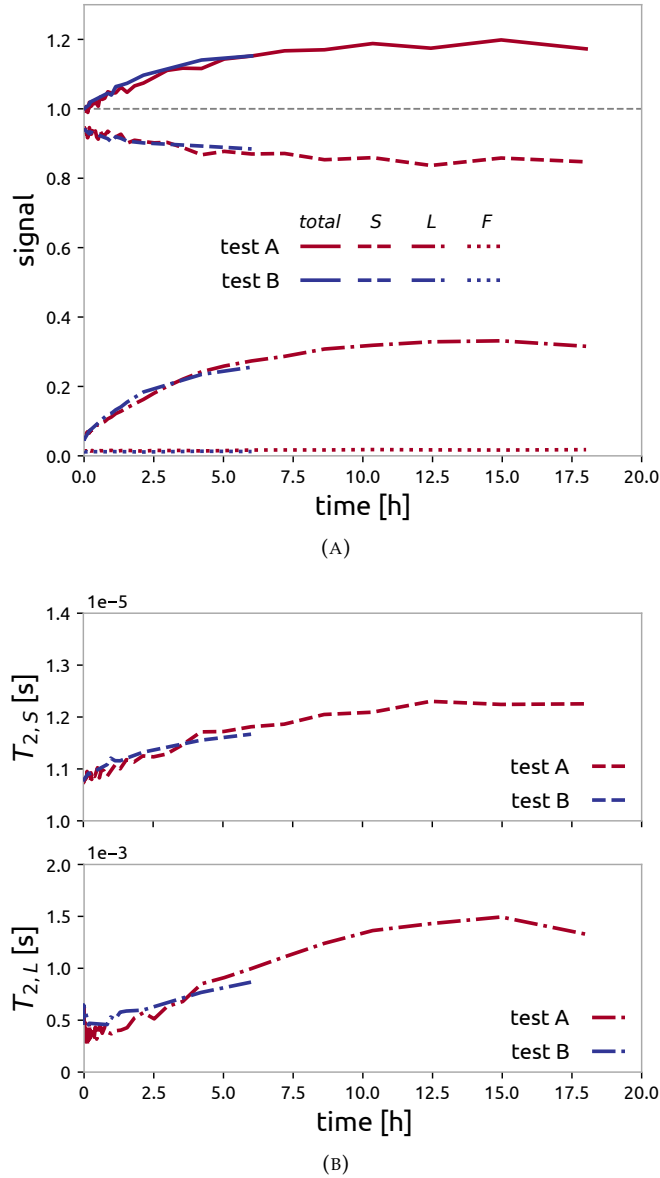 1.2
1.0
0.8
0.6
0.4
0.2
0.0
signal
total S L F
test A
test B
0.0 2.5 5.0 7.5 10.0 12.5 15.0 17.5 20.0
time [h]
(A)
1e−5
1.4
1.3
1.2
1.1
1.0
T2, S [s]
test A
test B
1e−3
2.0
1.5
1.0
0.5
0
T2, L [s]
test A
test B
0 2.5 5.0 7.5 10.0 12.5 15.0 17.5 20.0
time [h]
(B)